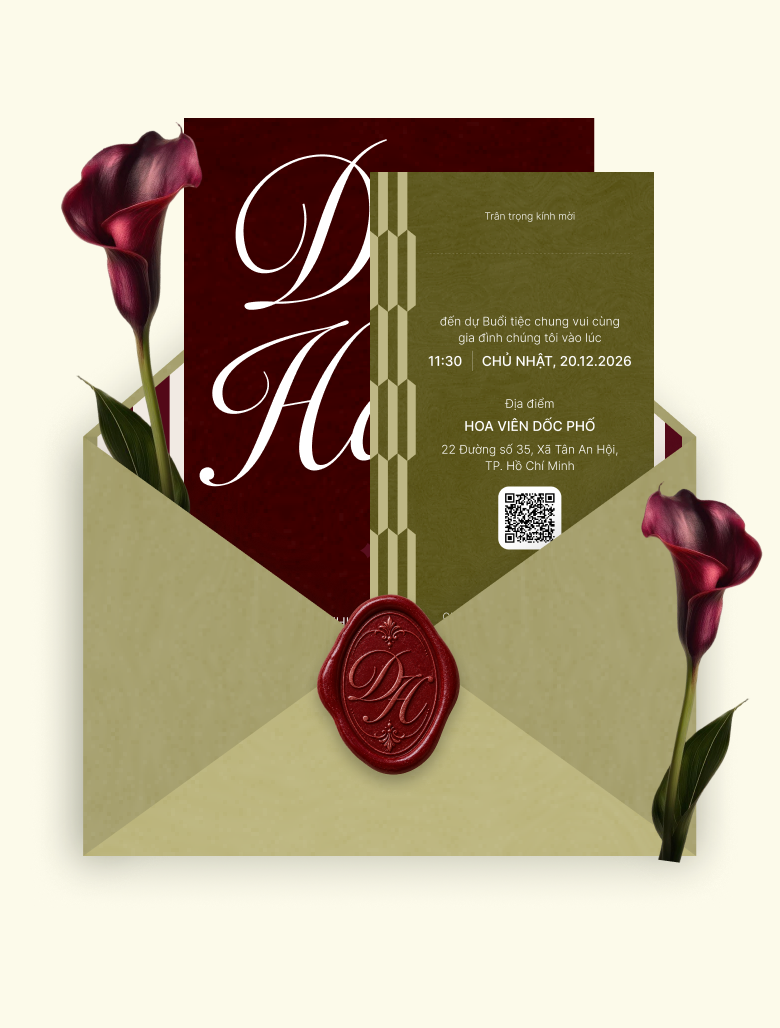 D
H
Trân trọng kính mời
đến dự Buổi tiệc chung vui cùng
gia đình chúng tôi vào lúc
11:30 | CHỦ NHẬT, 20.12.2026
Địa điểm
HOA VIÊN DỐC PHỐ
22 Đường số 35, Xã Tân An Hội,
TP. Hồ Chí Minh
DH